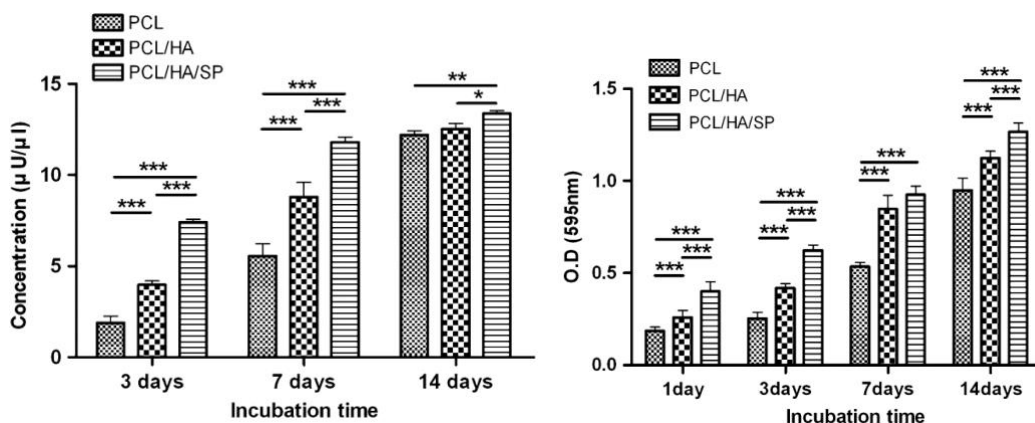 PCL
PCL/HA
PCL/HA/SP
15
10
5
0
Concentration (µ U/µ l)
***
***
***
***
***
***
**
*
3 days
7 days
14 days
Incubation time
PCL
PCL/HA
PCL/HA/SP
1.5
1.0
0.5
0.0
O.D (595nm)
***
***
***
***
***
***
***
***
***
***
***
1day
3days
7days
14days
Incubation time